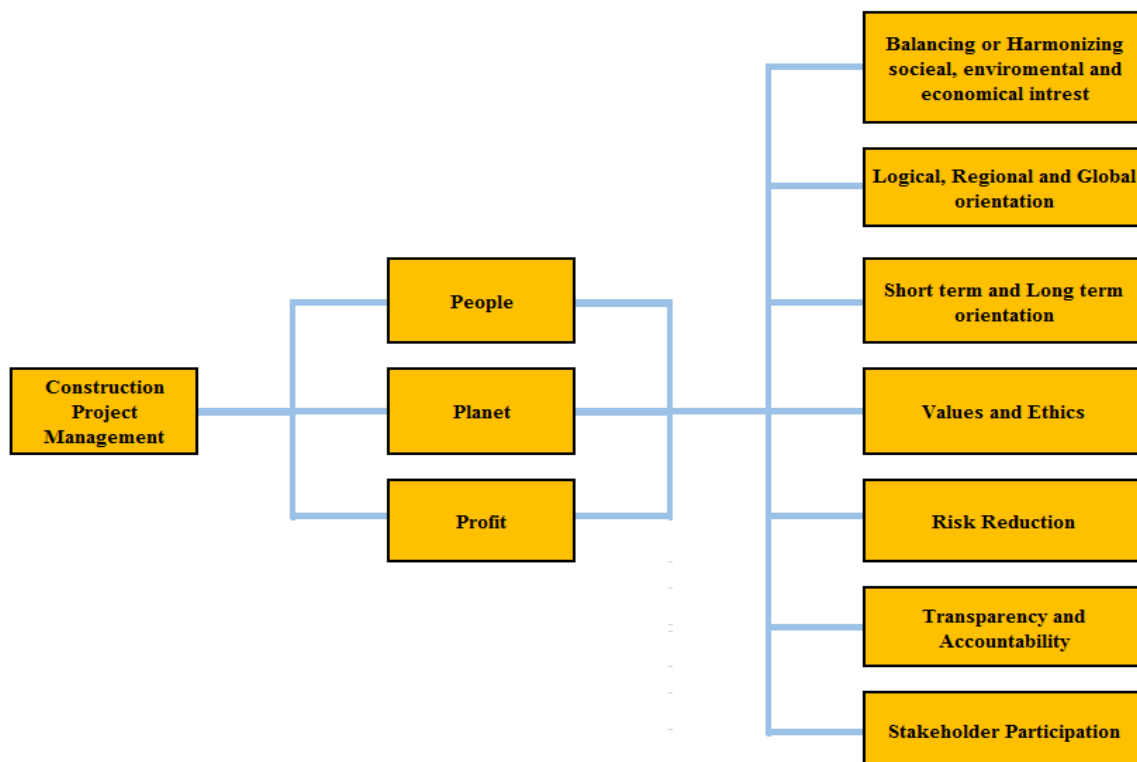 Construction
Project
Management
People
Planet
Profit
Balancing or Harmonizing
socieal, enviromental and
economical intrest
Logical, Regional and Global
orientation
Short term and Long term
orientation
Values and Ethics
Risk Reduction
Transparency and
Accountability
Stakeholder Participation